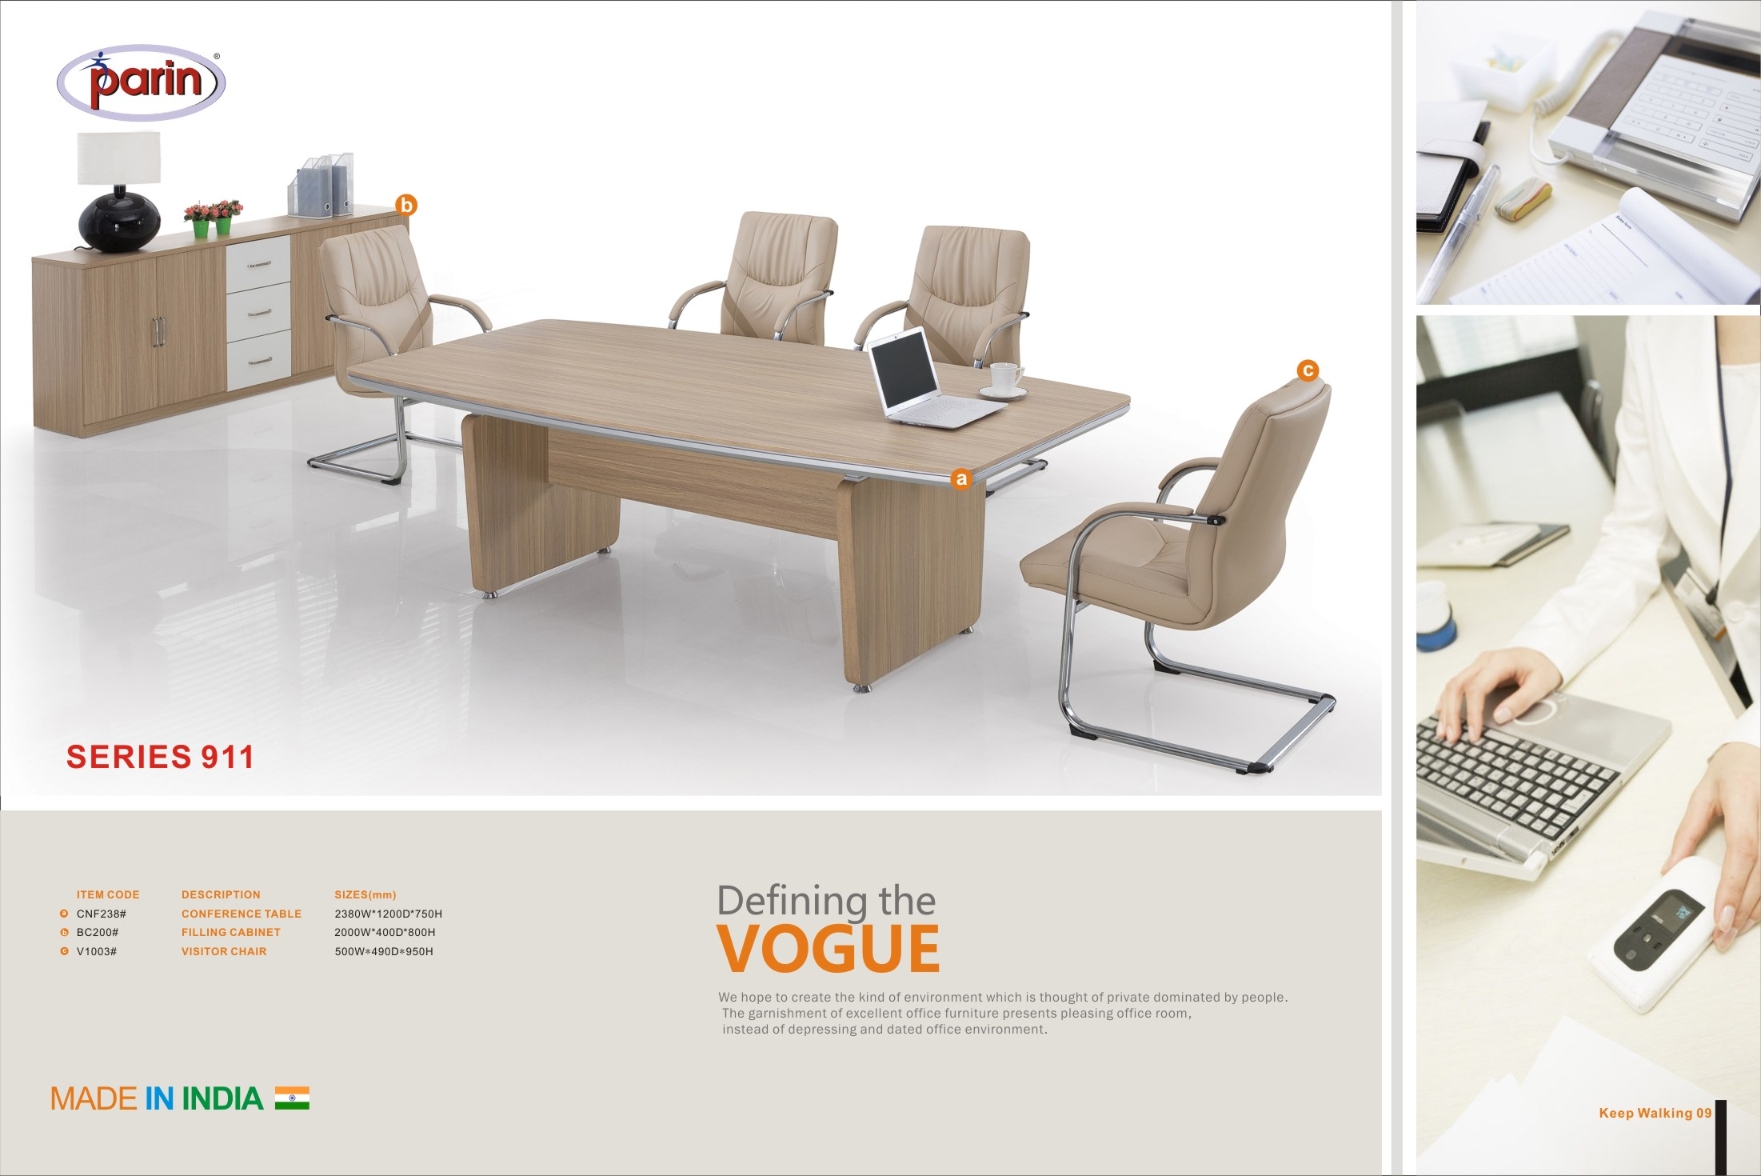 parin®
b
c
a
SERIES 911
ITEM CODE DESCRIPTION SIZES(mm)
a CNF238# CONFERENCE TABLE 2380W*1200D*750H
b BC200# FILLING CABINET 2000W*400D*800H
c V1003# VISITOR CHAIR 500W*490D*950H
Defining the
VOGUE
We hope to create the kind of environment which is thought of private dominated by people.
The garnishment of excellent office furniture presents pleasing office room,
instead of depressing and dated office environment.
MADE IN INDIA
Keep Walking 09